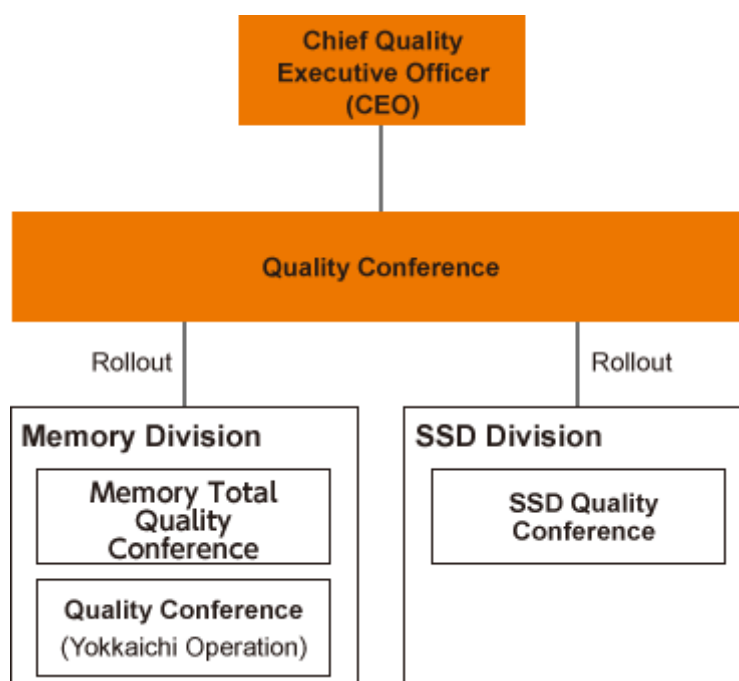 Chief Quality
Executive Officer
(CEO)
Quality Conference
Rollout
Rollout
Memory Division
Memory Total
Quality
Conference
Quality Conference
(Yokkaichi Operation)
SSD Division
SSD Quality
Conference